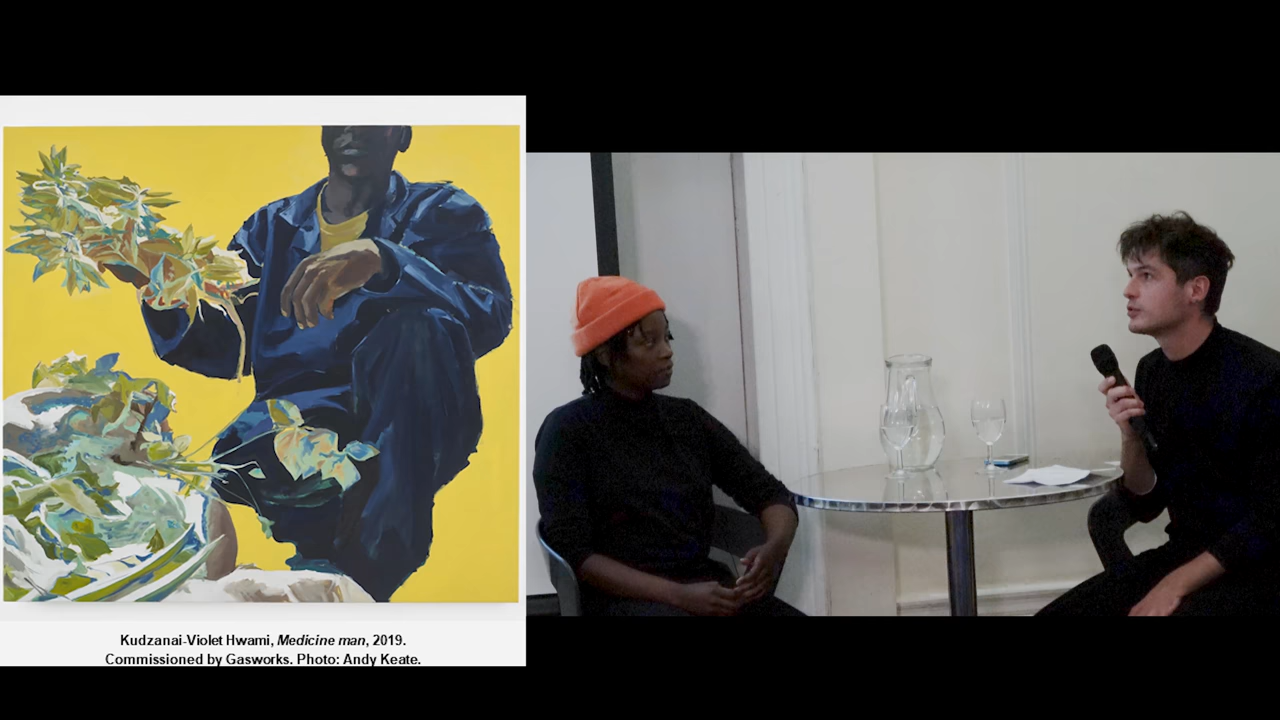 Kudzanai-Violet Hwami, Medicine man, 2019.
Commissioned by Gasworks. Photo: Andy Keate.